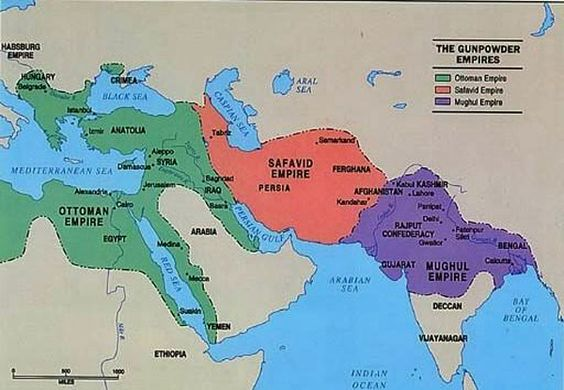 THE GUNPOWDER
EMPIRES
Ottoman Empire
Safavid Empire
Mughul Empire
HABSBURG
EMPIRE
HUNGARY
Belgrade
CRIMEA
BLACK SEA
Istanbul
Izmir
ANATOLIA
CASPIAN SEA
ARAL
SEA
Tabriz
Samarkand
SAFAVID
EMPIRE
PERSIA
FERGHANA
AFGHANISTAN
Kabul
KASHMIR
Lahore
Kandahar
Panipat
Delhi
RAJPUT
CONFEDERACY
Fatehpur
Sikri
Gwalior
BENGAL
Calcutta
GUJARAT
MUGHUL
EMPIRE
MEDITERRANEAN SEA
Aleppo
SYRIA
Damascus
Baghdad
IRAQ
Basra
Jerusalem
Alexandria
Cairo
OTTOMAN
EMPIRE
EGYPT
PERSIAN GULF
ARABIA
Medina
Mecca
RED SEA
Suakin
YEMEN
ETHIOPIA
ARABIAN
SEA
DECCAN
VIJAYANAGAR
BAY
OF
BENGAL
INDIAN
OCEAN
0
500
1000
MILES